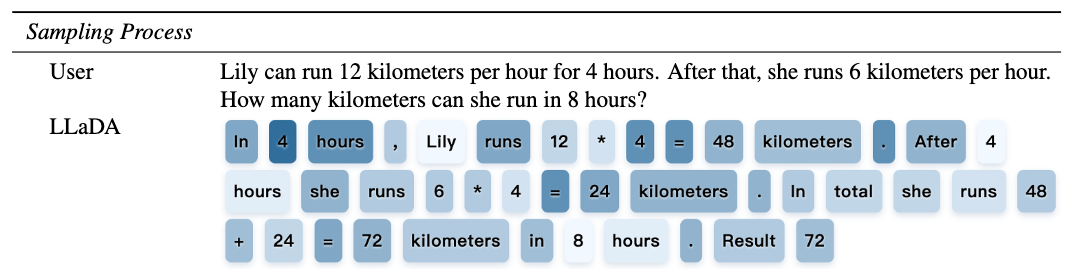 Sampling Process
User Lily can run 12 kilometers per hour for 4 hours. After that, she runs 6 kilometers per hour.
How many kilometers can she run in 8 hours?
LLaDA In 4 hours , Lily runs 12 * 4 = 48 kilometers . After 4
hours she runs 6 * 4 = 24 kilometers . In total she runs 48
+ 24 = 72 kilometers in 8 hours . Result 72